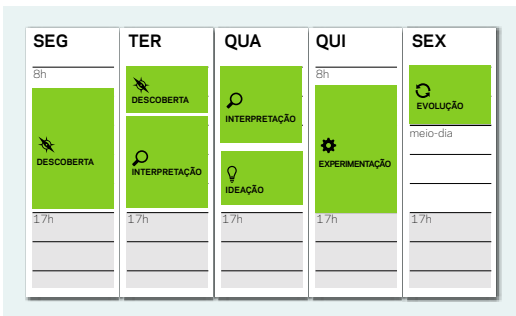 SEG
TER
QUA
QUI
SEX
8h
DESCOBERTA
17h
DESCOBERTA
INTERPRETAÇÃO
17h
INTERPRETAÇÃO
IDEAÇÃO
17h
8h
EXPERIMENTAÇÃO
17h
EVOLUÇÃO
meio-dia
17h